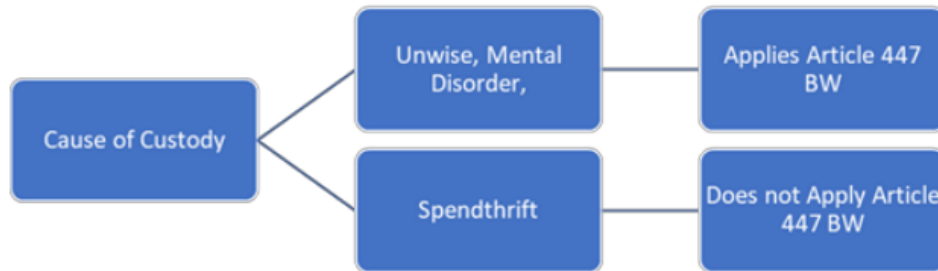 Cause of Custody
Unwise, Mental
Disorder,
Applies Article 447
BW
Spendthrift
Does not Apply Article
447 BW